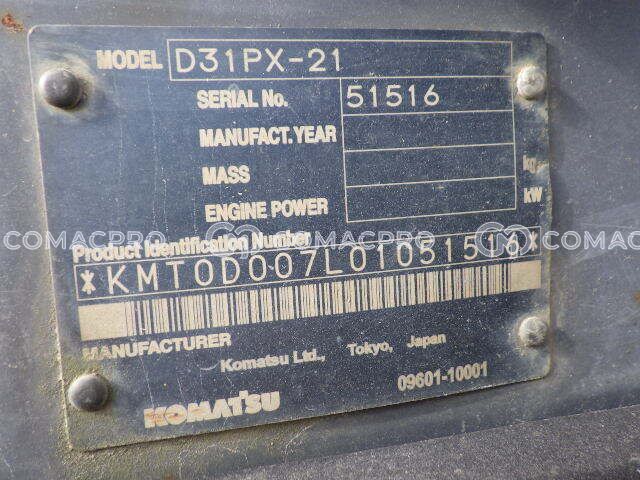 MODEL D31PX-21
SERIAL No. 51516
MANUFACT.YEAR
MASS kg
ENGINE POWER kW
COMACPRO COMACPRO COMACPRO
Product Identification Number
*KMT0D007L01051516*
MANUFACTURER
Komatsu Ltd., Tokyo, Japan
KOMATSU 09601-10001